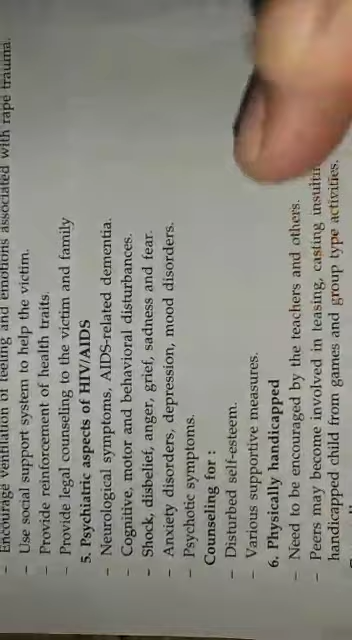 - Encourage ventilation of feeling and emotions associated with rape trauma.
- Use social support system to help the victim.
- Provide reinforcement of health traits.
- Provide legal counseling to the victim and family
5. Psychiatric aspects of HIV/AIDS
- Neurological symptoms, AIDS-related dementia.
- Cognitive, motor and behavioral disturbances.
- Shock, disbelief, anger, grief, sadness and fear.
- Anxiety disorders, depression, mood disorders.
- Psychotic symptoms.
Counseling for :
- Disturbed self-esteem.
- Various supportive measures.
6. Physically handicapped
- Need to be encouraged by the teachers and others.
- Peers may become involved in leasing, casting
handicapped child from games and group type activities.